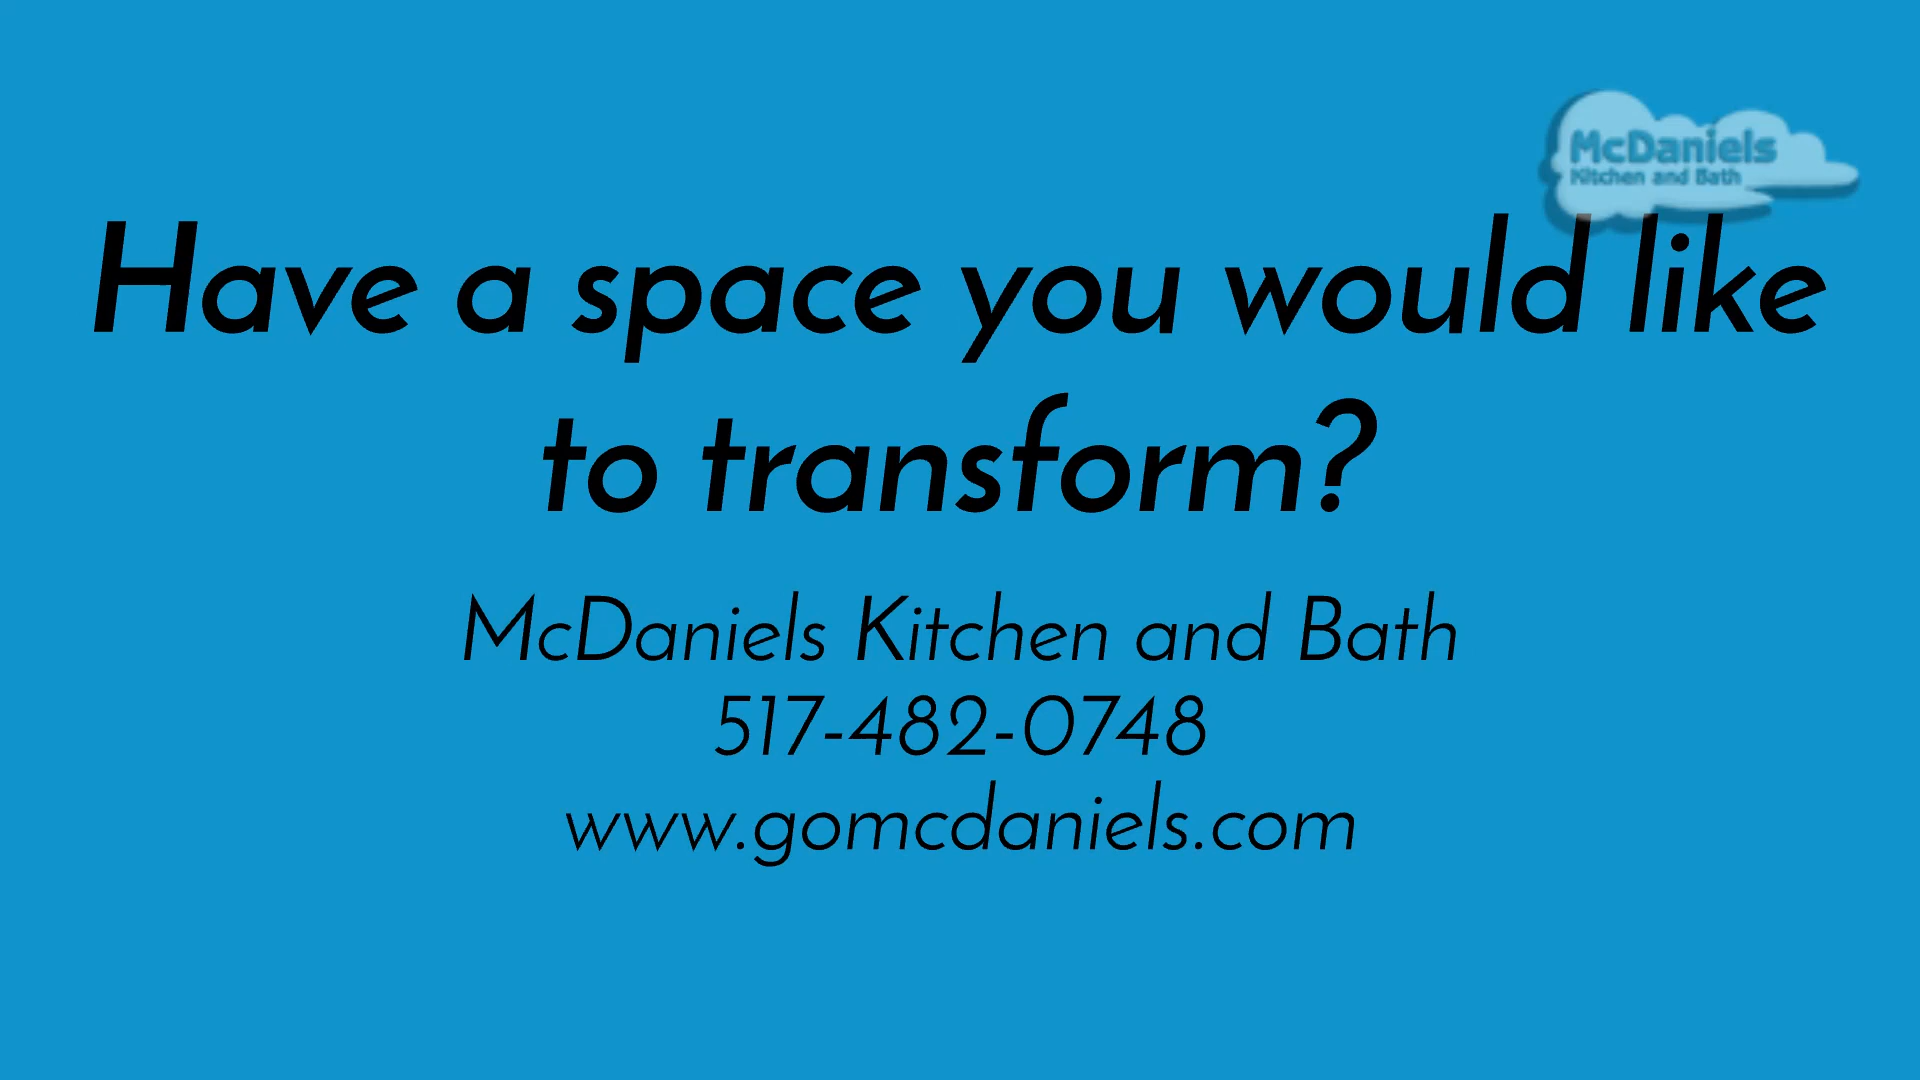 McDaniels
Kitchen and Bath
Have a space you would like
to transform?
McDaniels Kitchen and Bath
517-482-0748
www.gomcdaniels.com